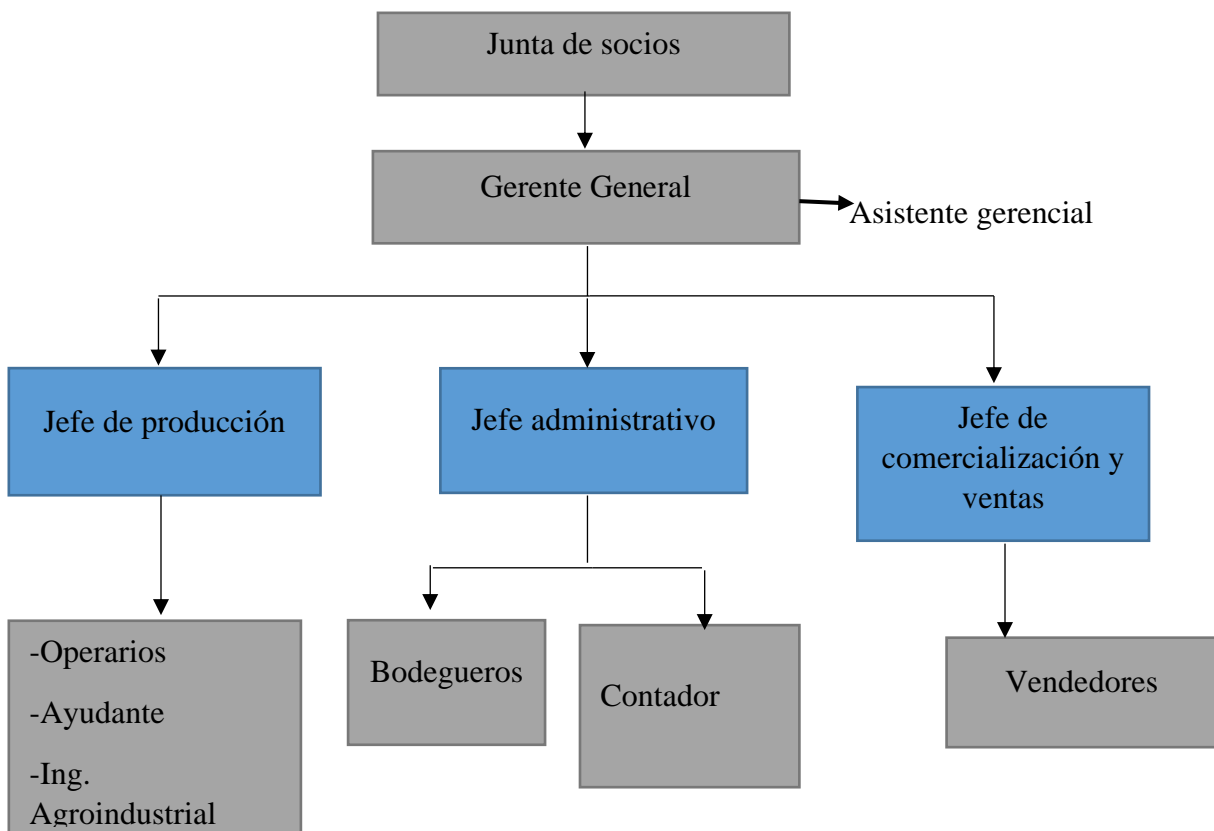 Junta de socios
Gerente General
Asistente gerencial
Jefe de producción
Jefe administrativo
Jefe de
comercialización y
ventas
-Operarios
-Ayudante
-Ing.
Agroindustrial
Bodegueros
Contador
Vendedores